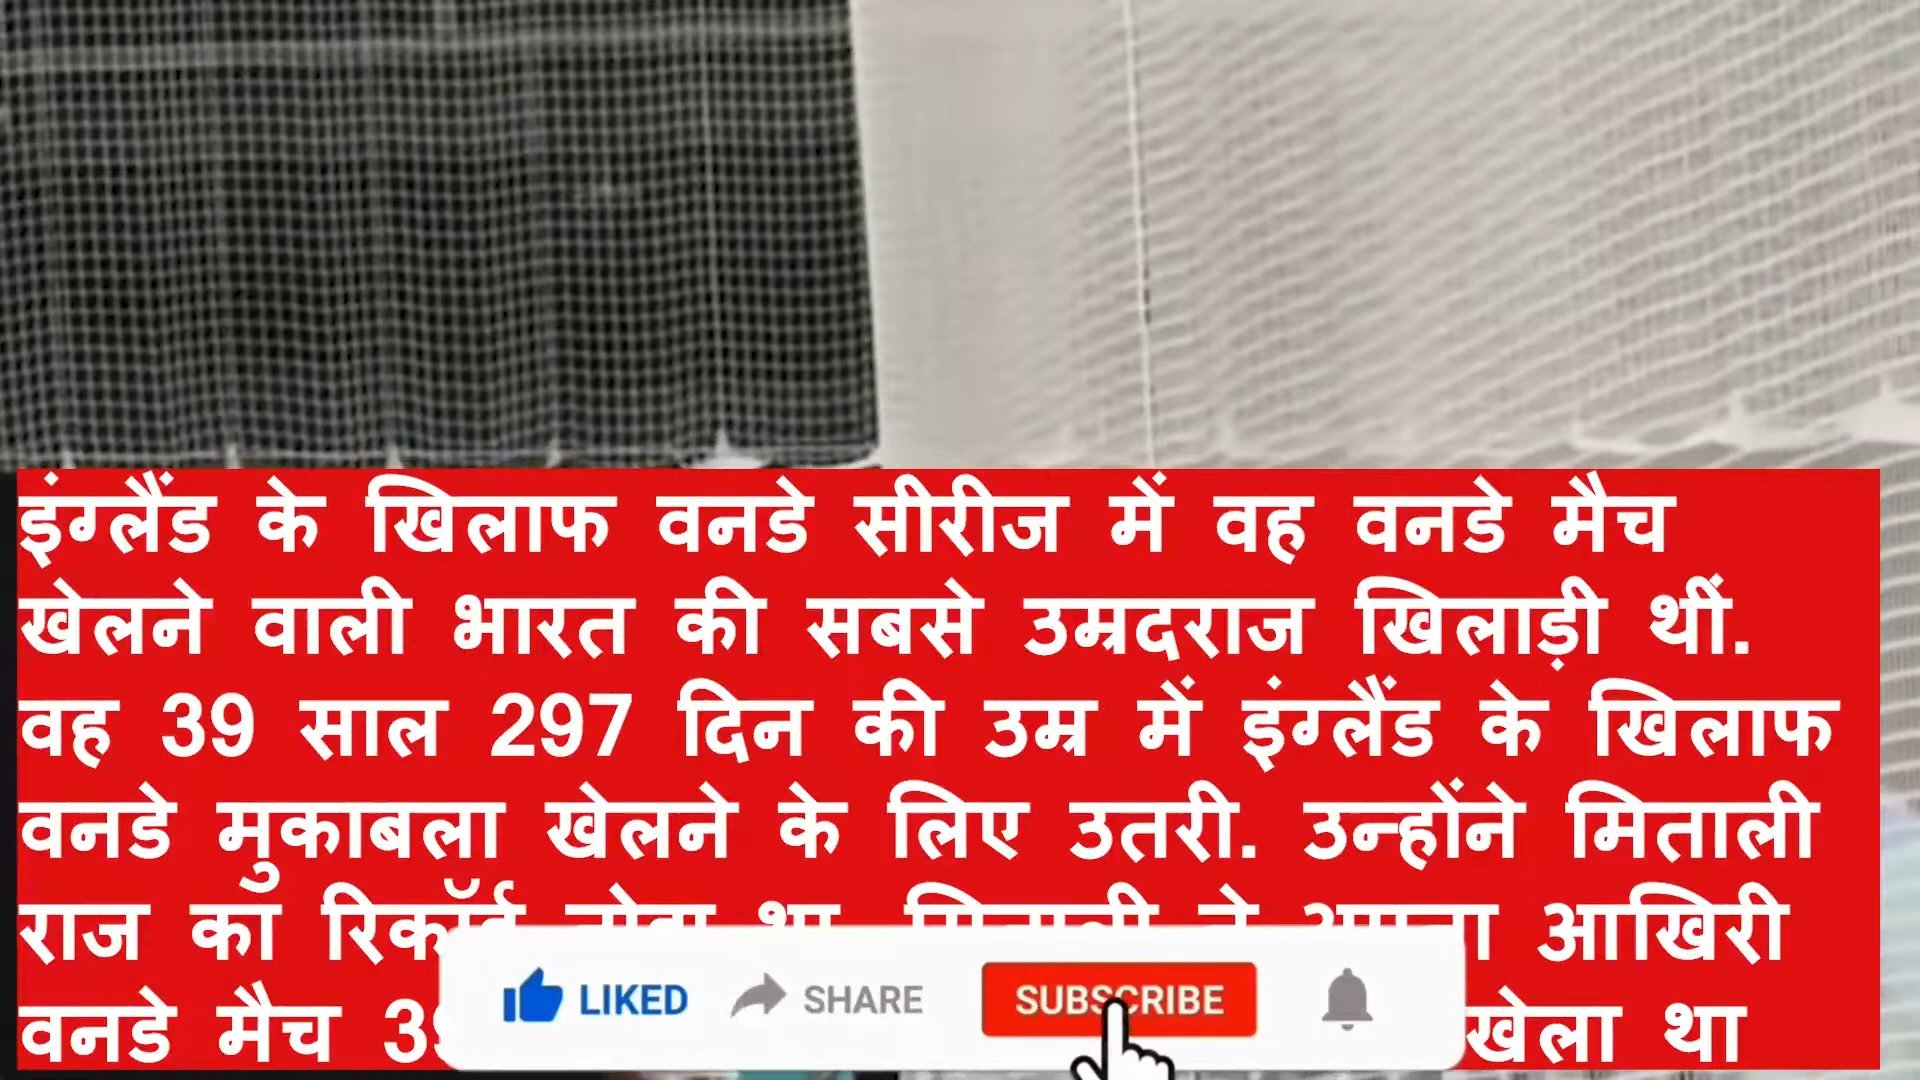 इंग्लैंड के खिलाफ वनडे सीरीज में वह वनडे मैच
खेलने वाली भारत की सबसे उम्रदराज खिलाड़ी थीं.
वह 39 साल 297 दिन की उम्र में इंग्लैंड के खिलाफ
वनडे मुकाबला खेलने के लिए उतरी. उन्होंने मिताली
राज का आखिरी
वनडे मैच खेला था
LIKED SHARE SUBSCRIBE